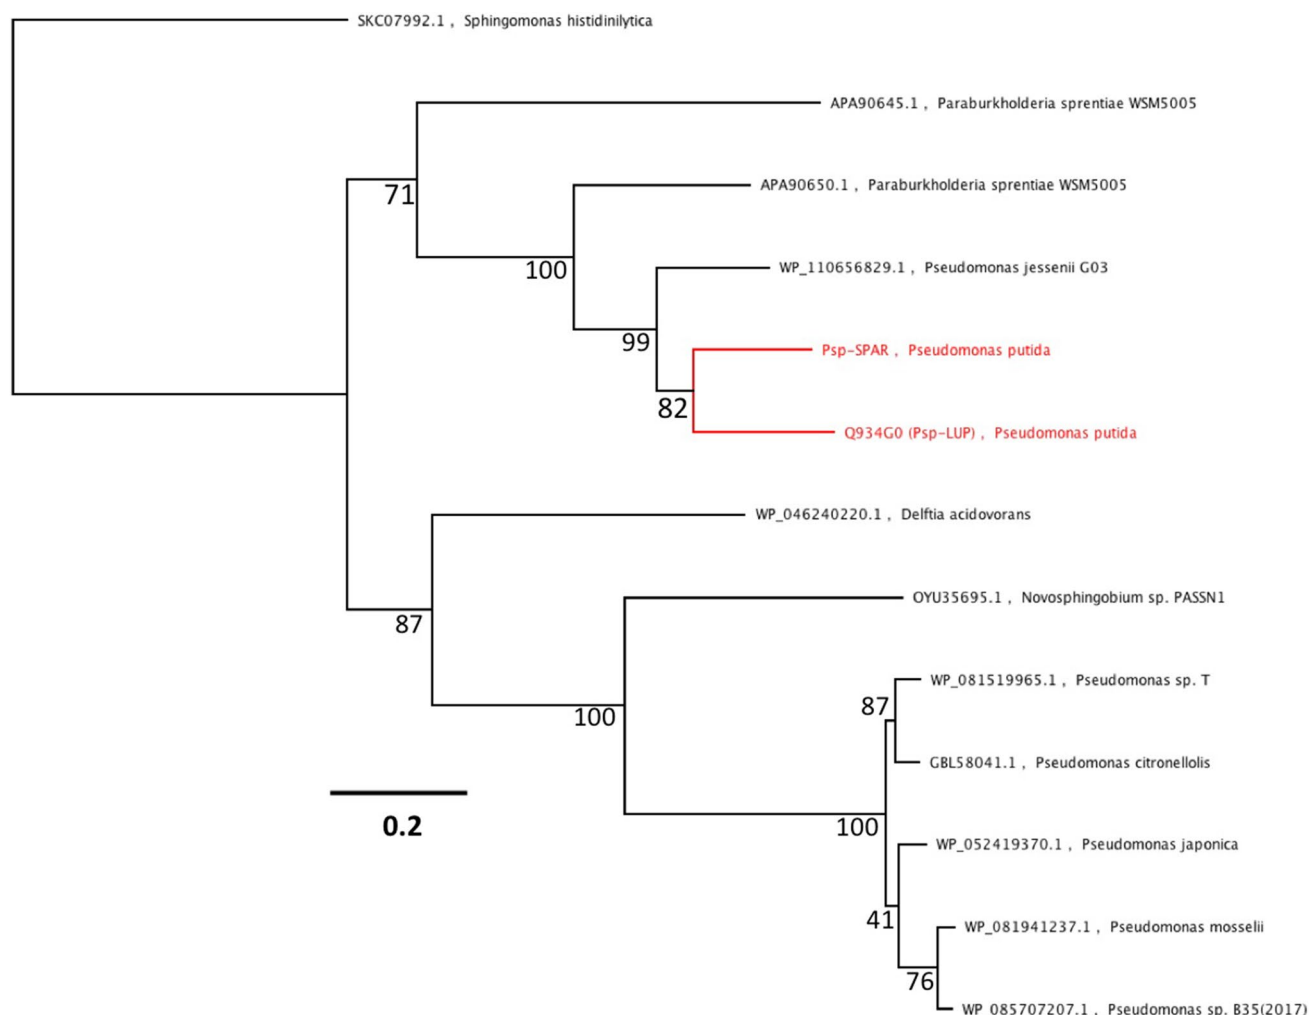 SKC07992.1 , Sphingomonas histidinilytica
APA90645.1 , Paraburkholderia sprentiae WSM5005
71
APA90650.1 , Paraburkholderia sprentiae WSM5005
100
WP_110656829.1 , Pseudomonas jessenii G03
99
Psp-SPAR , Pseudomonas putida
82
Q934G0 (Psp-LUP) , Pseudomonas putida
WP_046240220.1 , Delftia acidovorans
87
OYU35695.1 , Novosphingobium sp. PASSN1
WP_081519965.1 , Pseudomonas sp. T
87
100
GBL58041.1 , Pseudomonas citronellolis
0.2
100
WP_052419370.1 , Pseudomonas japonica
41
WP_081941237.1 , Pseudomonas mosselii
76
WP_085707207.1 , Pseudomonas sp. B35(2017)